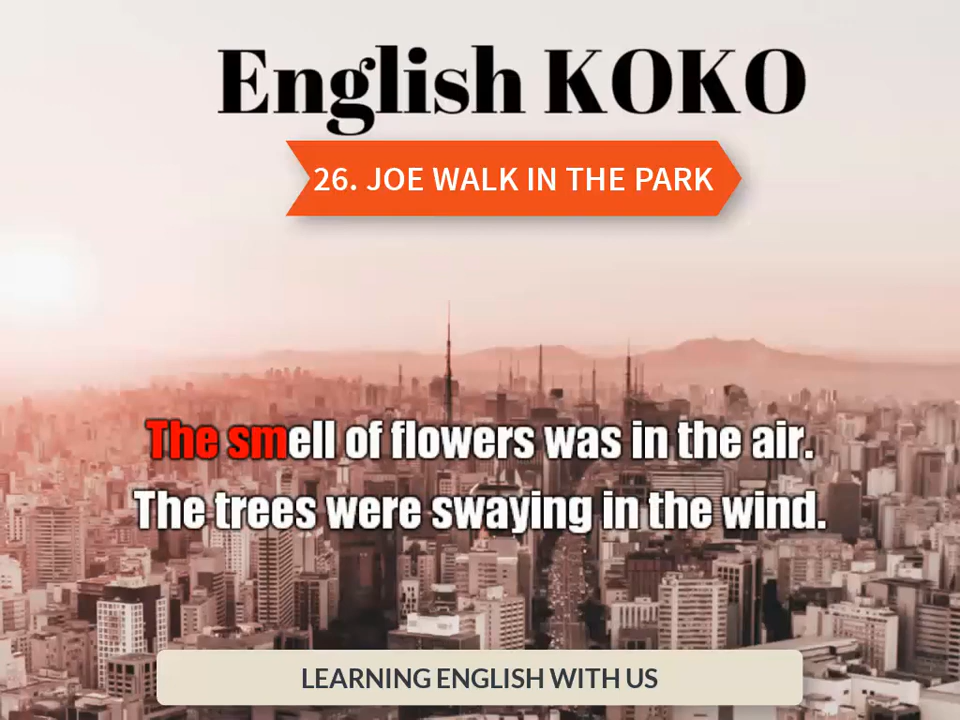 English KOKO
26. JOE WALK IN THE PARK
The smell of flowers was in the air.
The trees were swaying in the wind.
LEARNING ENGLISH WITH US